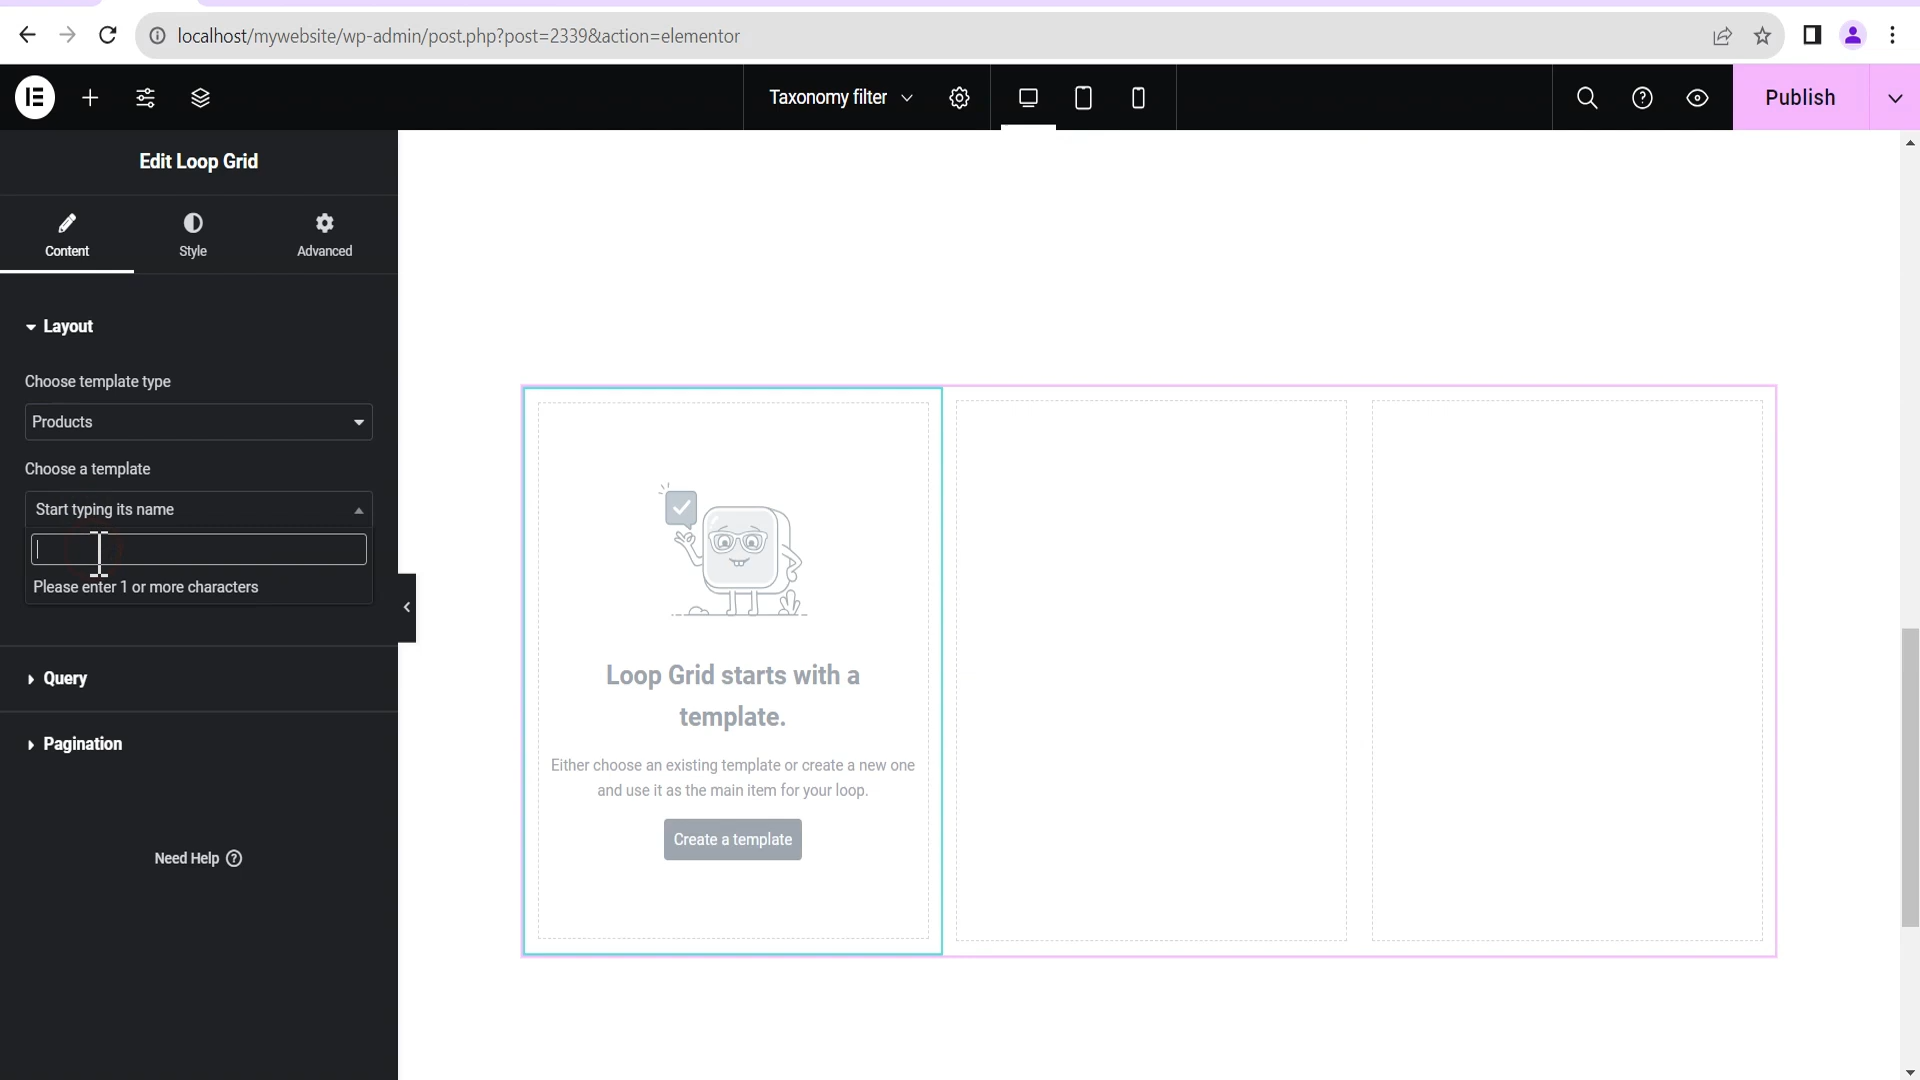 localhost/mywebsite/wp-admin/post.php?post=2339&action=elementor
Taxonomy filter
Publish
Edit Loop Grid
Content
Style
Advanced
Layout
Choose template type
Products
Choose a template
Start typing its name
Please enter 1 or more characters
Query
Pagination
Need Help
Loop Grid starts with a
template.
Either choose an existing template or create a new one
and use it as the main item for your loop.
Create a template